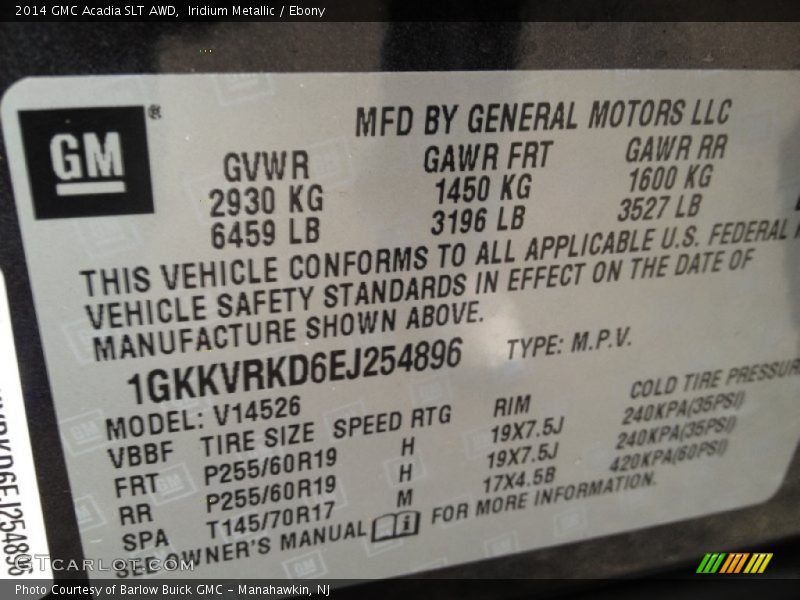 2014 GMC Acadia SLT AWD, Iridium Metallic / Ebony
GM®
MFD BY GENERAL MOTORS LLC
GVWR GAWR FRT GAWR RR
2930 KG 1450 KG 1600 KG
6459 LB 3196 LB 3527 LB
THIS VEHICLE CONFORMS TO ALL APPLICABLE U.S. FEDERAL
VEHICLE SAFETY STANDARDS IN EFFECT ON THE DATE OF
MANUFACTURE SHOWN ABOVE.
1GKKVRKD6EJ254896 TYPE: M.P.V.
MODEL: V14526
VBBF TIRE SIZE SPEED RTG RIM COLD TIRE PRESSUR
FRT P255/60R19 H 19X7.5J 240KPA(35PSI)
RR P255/60R19 H 19X7.5J 240KPA(35PSI)
SPA T145/70R17 M 17X4.5B 420KPA(60PSI)
SEE OWNER'S MANUAL FOR MORE INFORMATION.
KD6EJ254896
GTCarLot.com
Photo Courtesy of Barlow Buick GMC - Manahawkin, NJ